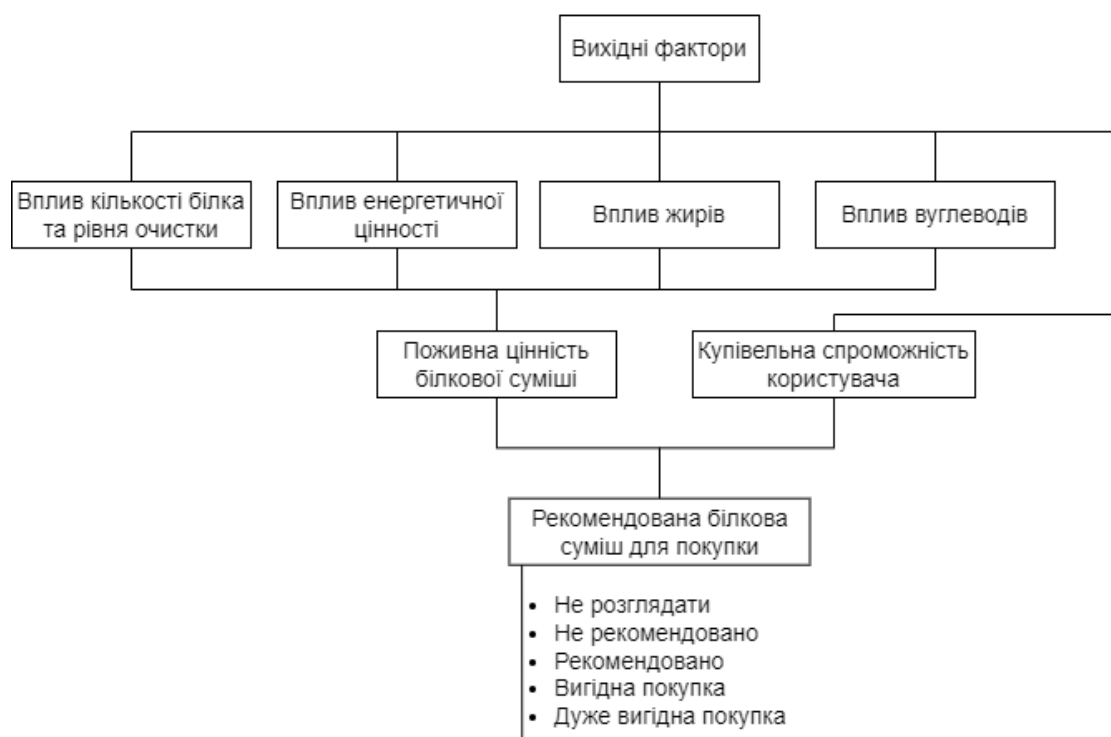 Вихідні фактори
Вплив кількості білка
та рівня очистки
Вплив енергетичної
цінності
Вплив жирів
Вплив вуглеводів
Поживна цінність
білкової суміші
Купівельна спроможність
користувача
Рекомендована білкова
суміш для покупки
• Не розглядати
• Не рекомендовано
• Рекомендовано
• Вигідна покупка
• Дуже вигідна покупка